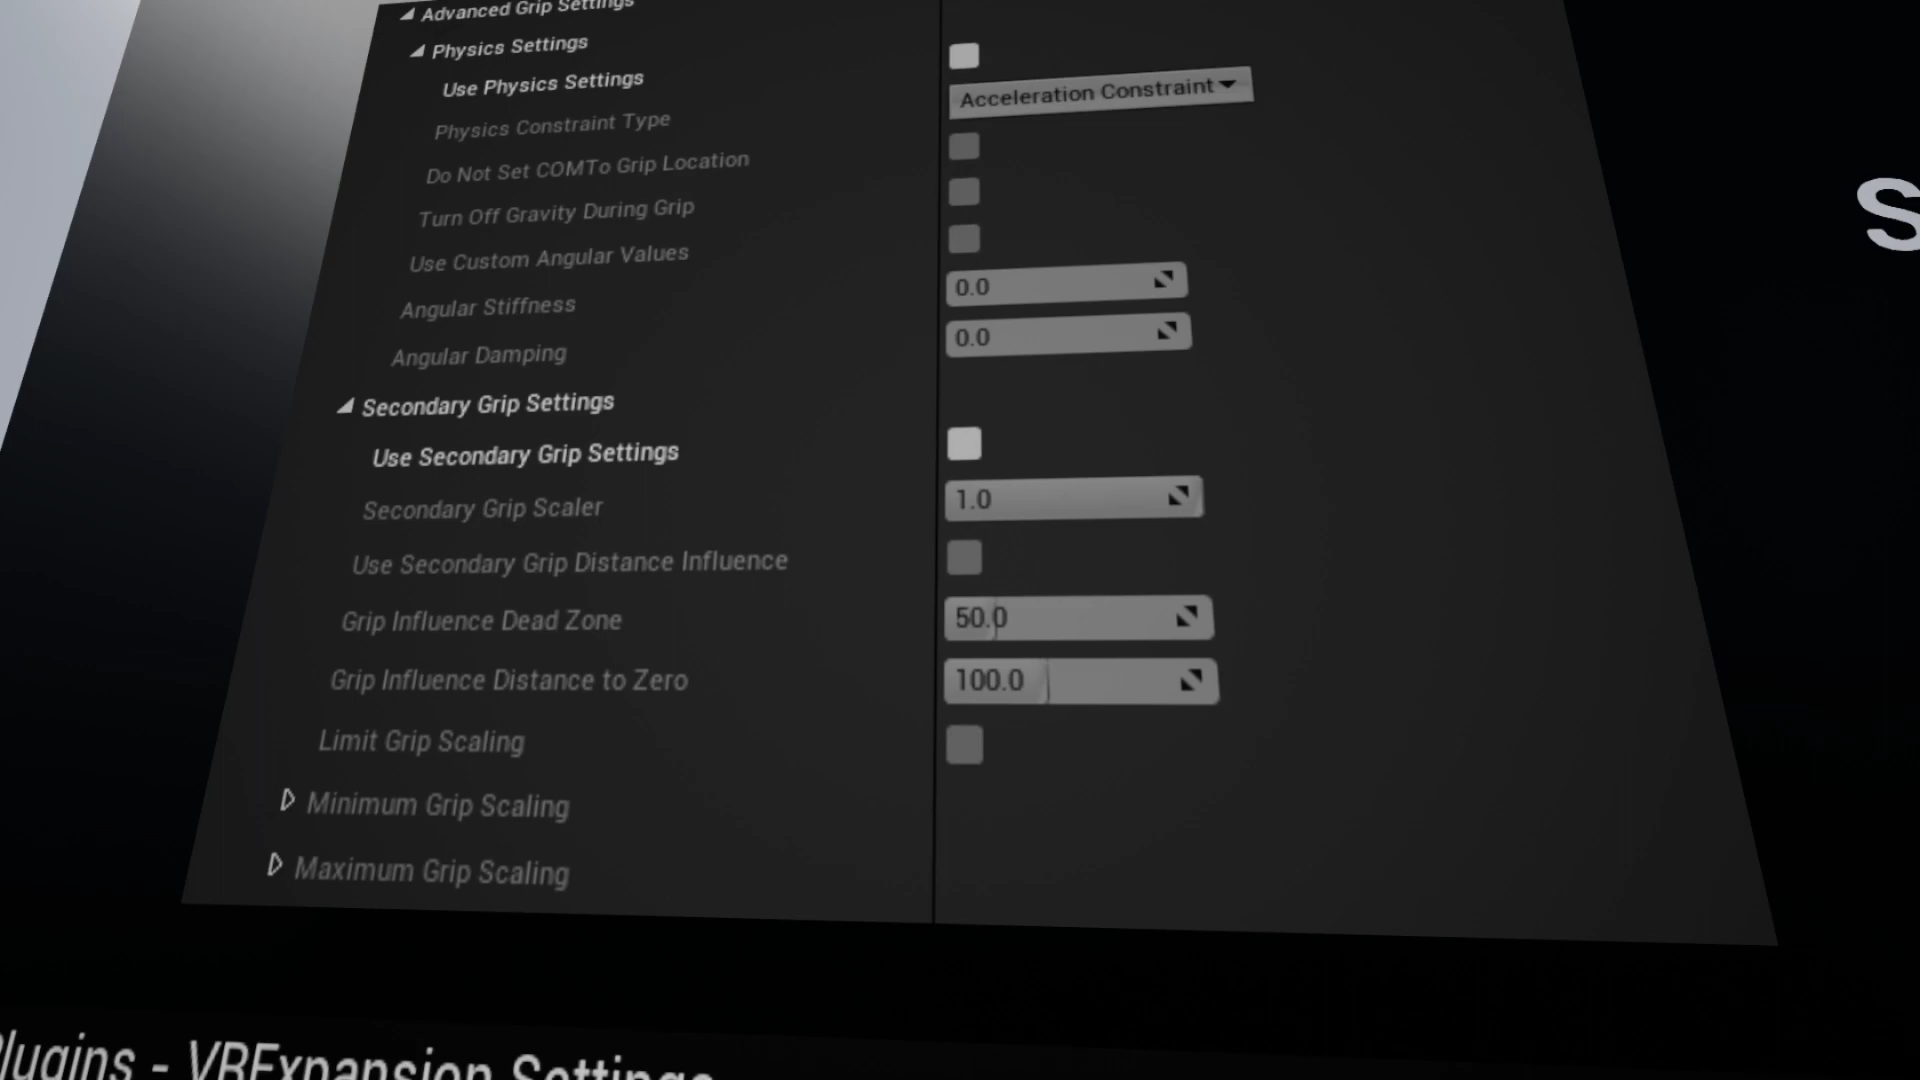 Advanced Grip Settings
Physics Settings
Use Physics Settings
Physics Constraint Type Acceleration Constraint
Do Not Set COMTo Grip Location
Turn Off Gravity During Grip
Use Custom Angular Values
Angular Stiffness 0.0
Angular Damping 0.0
Secondary Grip Settings
Use Secondary Grip Settings
Secondary Grip Scaler 1.0
Use Secondary Grip Distance Influence
Grip Influence Dead Zone 50.0
Grip Influence Distance to Zero 100.0
Limit Grip Scaling
Minimum Grip Scaling
Maximum Grip Scaling
Plugins - VRExpansion Settings